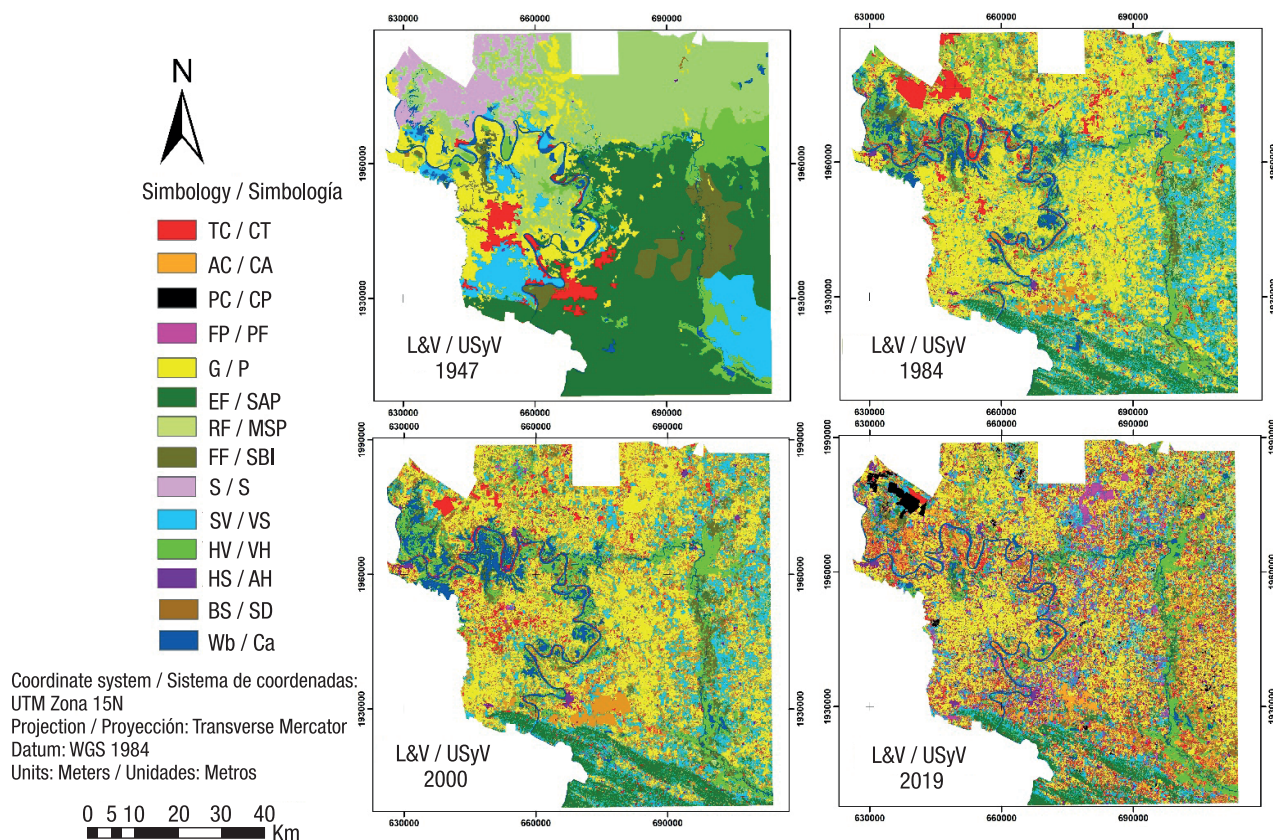 N
Simbology / Simbología
TC / CT
AC / CA
PC / CP
FP / PF
G / P
EF / SAP
RF / MSP
FF / SBI
S / S
SV / VS
HV / VH
HS / AH
BS / SD
Wb / Ca
Coordinate system / Sistema de coordenadas:
UTM Zona 15N
Projection / Proyección: Transverse Mercator
Datum: WGS 1984
Units: Meters / Unidades: Metros
0 5 10 20 30 40
Km
630000 660000 690000
1960000
1930000
L&V / USyV
1947
630000 660000 690000
630000 660000 690000
1990000
1960000
1930000
L&V / USyV
1984
630000 660000 690000
1990000
1960000
1930000
L&V / USyV
2000
630000 660000 690000
1990000
1960000
1930000
L&V / USyV
2019
630000 660000 690000